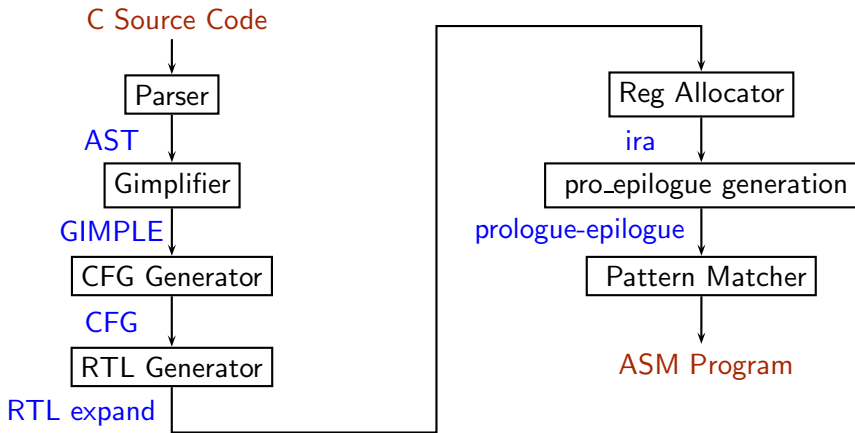 C Source Code
Parser
AST
Gimplifier
GIMPLE
CFG Generator
CFG
RTL Generator
RTL expand
Reg Allocator
ira
pro_epilogue generation
prologue-epilogue
Pattern Matcher
ASM Program